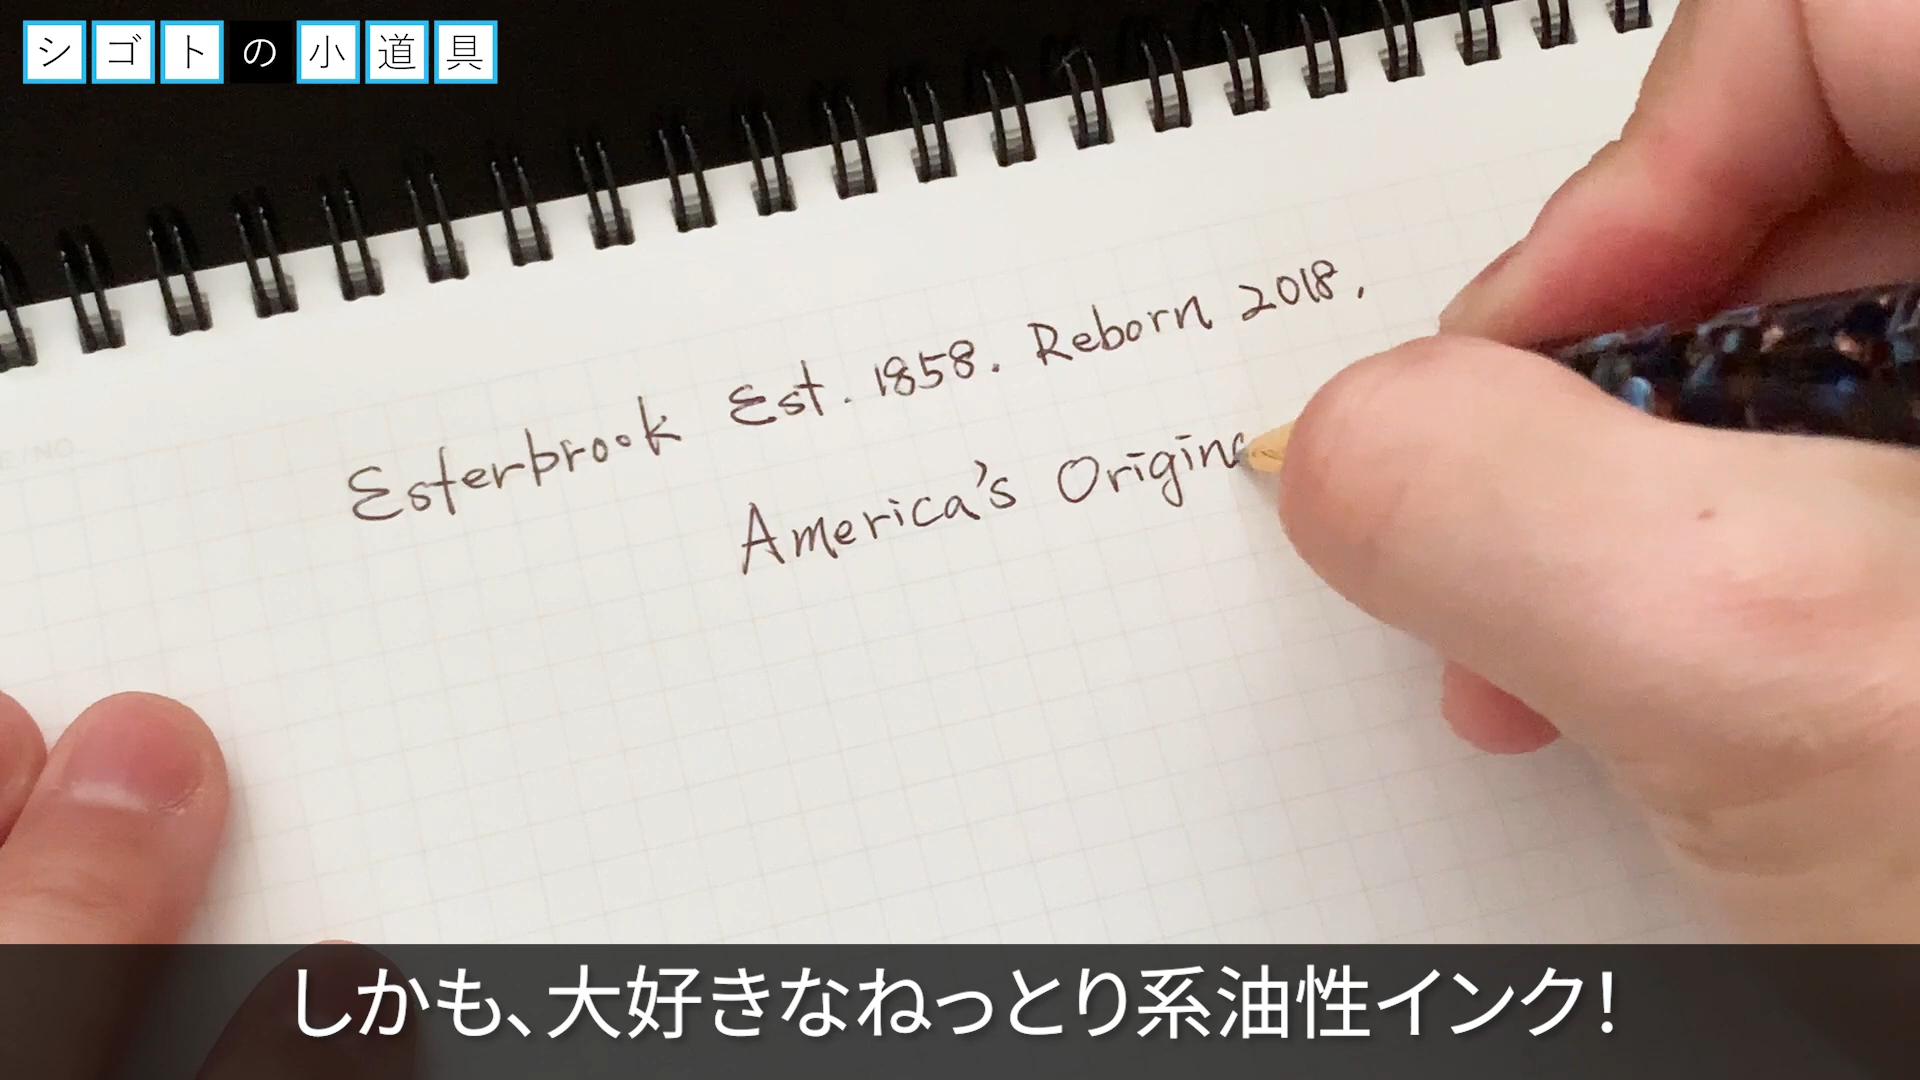 シゴトの小道具
Esterbrook Est. 1858. Reborn 2018.
America's Origina
しかも、大好きなねっとり系油性インク!